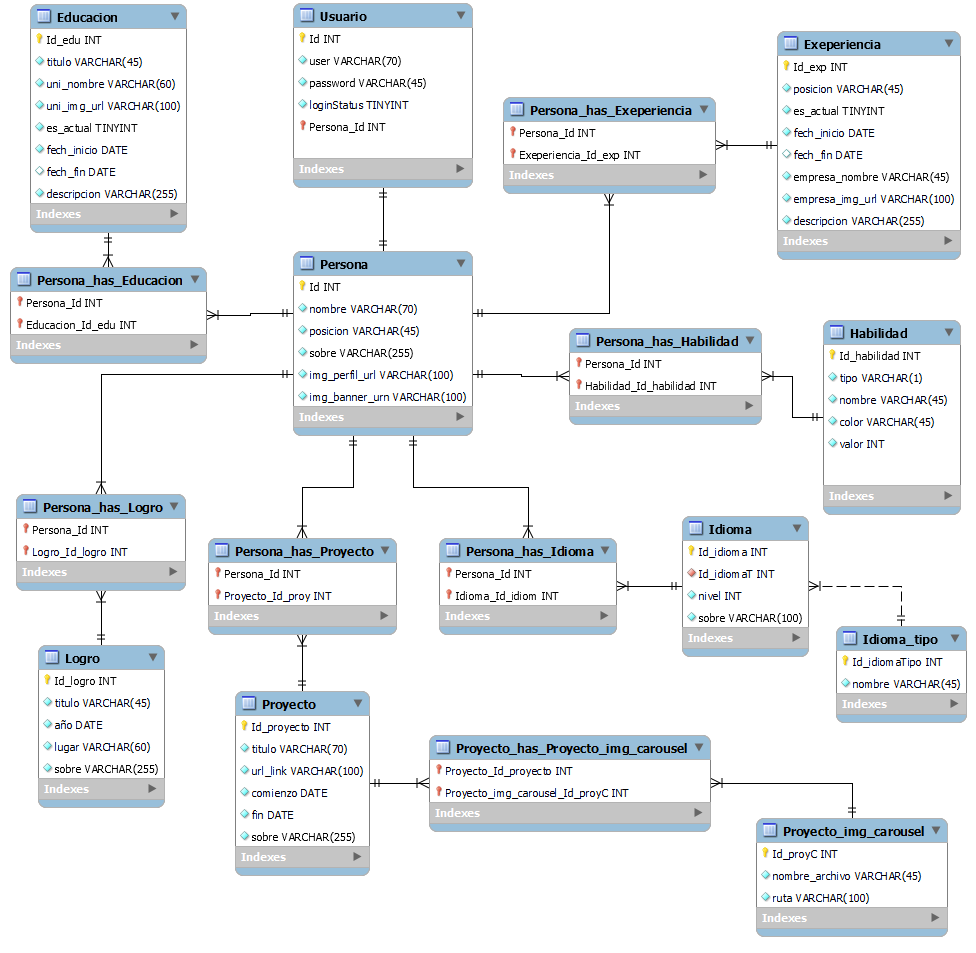 Educacion
Id_edu INT
titulo VARCHAR(45)
uni_nombre VARCHAR(60)
uni_img_url VARCHAR(100)
es_actual TINYINT
fech_inicio DATE
fech_fin DATE
descripcion VARCHAR(255)
Indexes
Usuario
Id INT
user VARCHAR(70)
password VARCHAR(45)
loginStatus TINYINT
Persona_Id INT
Indexes
Persona_has_Exeperiencia
Persona_Id INT
Exeperiencia_Id_exp INT
Indexes
Exeperiencia
Id_exp INT
posicion VARCHAR(45)
es_actual TINYINT
fech_inicio DATE
fech_fin DATE
empresa_nombre VARCHAR(45)
empresa_img_url VARCHAR(100)
descripcion VARCHAR(255)
Indexes
Persona_has_Educacion
Persona_Id INT
Educacion_Id_edu INT
Indexes
Persona
Id INT
nombre VARCHAR(70)
posicion VARCHAR(45)
sobre VARCHAR(255)
img_perfil_url VARCHAR(100)
img_banner_urn VARCHAR(100)
Indexes
Persona_has_Habilidad
Persona_Id INT
Habilidad_Id_habilidad INT
Indexes
Habilidad
Id_habilidad INT
tipo VARCHAR(1)
nombre VARCHAR(45)
color VARCHAR(45)
valor INT
Indexes
Persona_has_Logro
Persona_Id INT
Logro_Id_logro INT
Indexes
Persona_has_Proyecto
Persona_Id INT
Proyecto_Id_proy INT
Indexes
Persona_has_Idioma
Persona_Id INT
Idioma_Id_idiom INT
Indexes
Idioma
Id_idioma INT
Id_idiomaT INT
nivel INT
sobre VARCHAR(100)
Indexes
Idioma_tipo
Id_idiomaTipo INT
nombre VARCHAR(45)
Indexes
Logro
Id_logro INT
titulo VARCHAR(45)
año DATE
lugar VARCHAR(60)
sobre VARCHAR(255)
Indexes
Proyecto
Id_proyecto INT
titulo VARCHAR(70)
url_link VARCHAR(100)
comienzo DATE
fin DATE
sobre VARCHAR(255)
Indexes
Proyecto_has_Proyecto_img_carousel
Proyecto_Id_proyecto INT
Proyecto_img_carousel_Id_proyC INT
Indexes
Proyecto_img_carousel
Id_proyC INT
nombre_archivo VARCHAR(45)
ruta VARCHAR(100)
Indexes